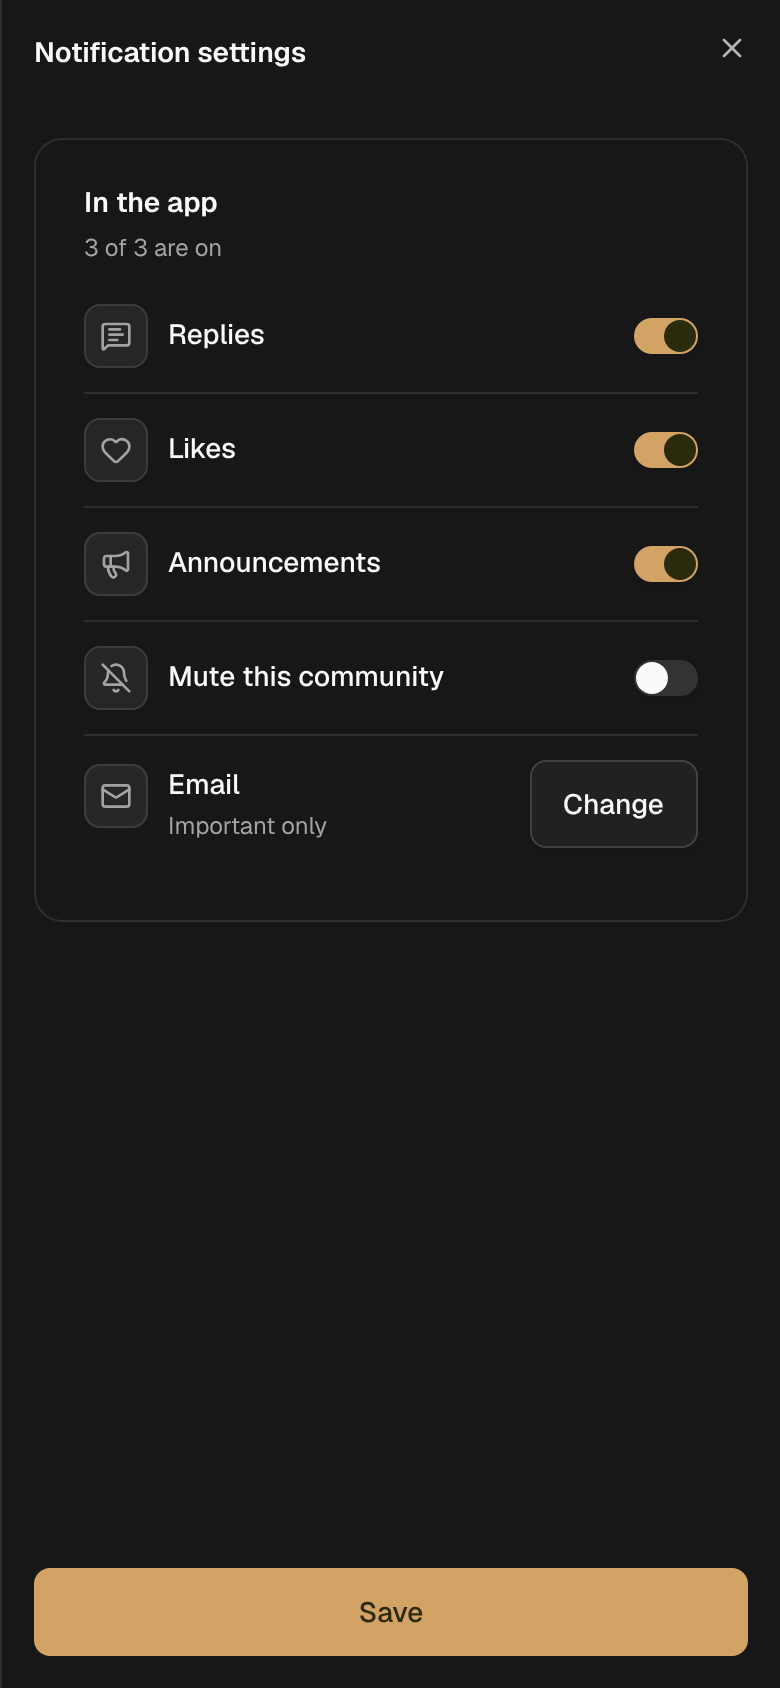 Notification settings
In the app
3 of 3 are on
Replies
Likes
Announcements
Mute this community
Email
Important only
Change
Save